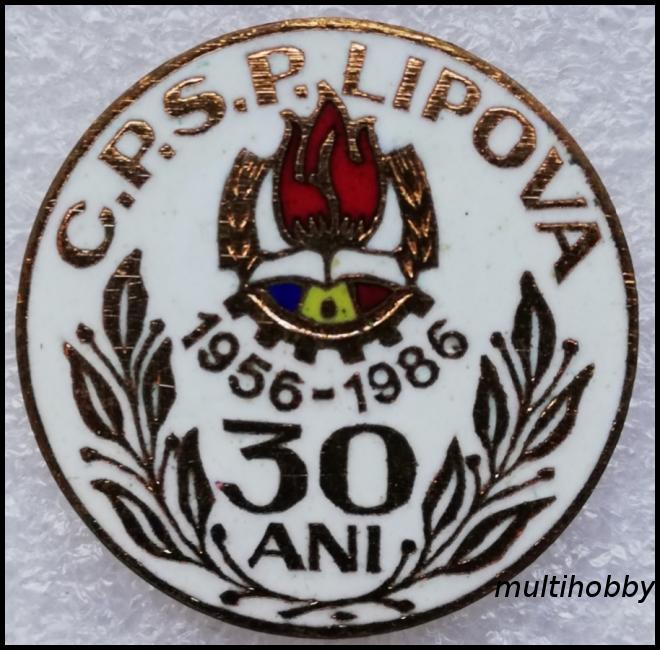 C.P.S.P. LIPOVA
1956-1986
30
ANI
multihobby